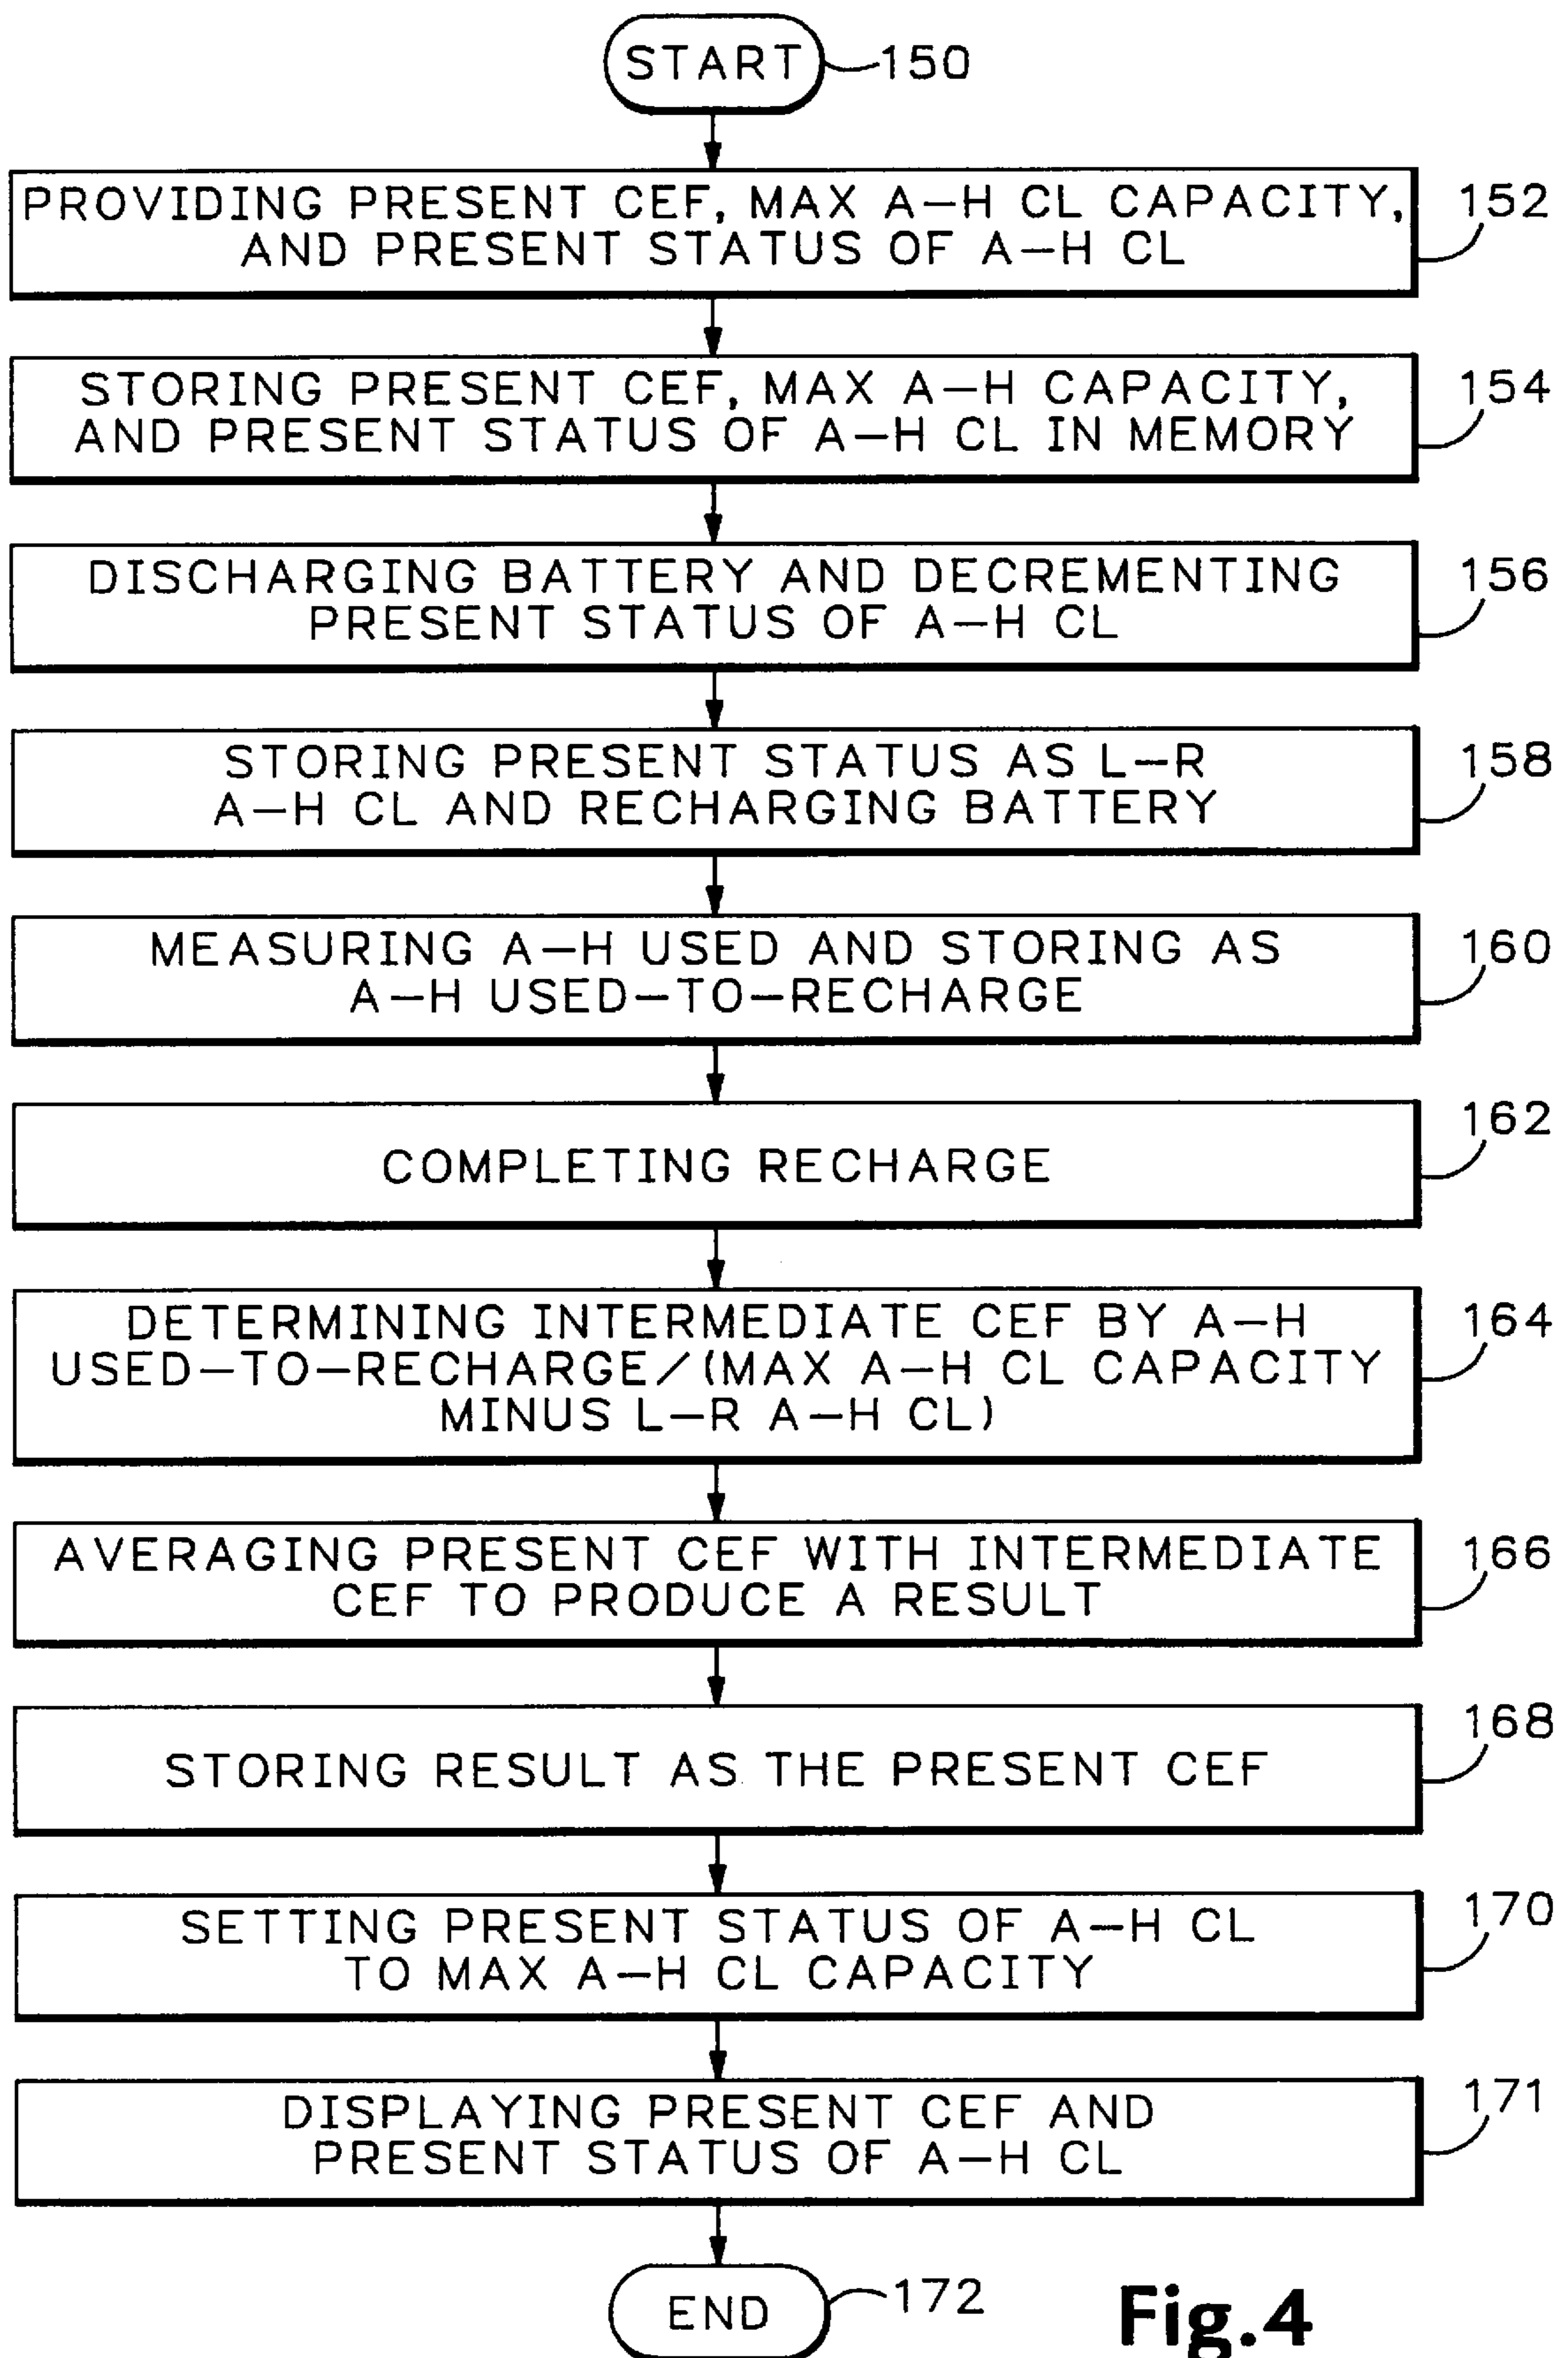 START 150
PROVIDING PRESENT CEF, MAX A-H CL CAPACITY,
AND PRESENT STATUS OF A-H CL
152
STORING PRESENT CEF, MAX A-H CAPACITY,
AND PRESENT STATUS OF A-H CL IN MEMORY
154
DISCHARGING BATTERY AND DECREMENTING
PRESENT STATUS OF A-H CL
156
STORING PRESENT STATUS AS L-R
A-H CL AND RECHARGING BATTERY
158
MEASURING A-H USED AND STORING AS
A-H USED-TO-RECHARGE
160
COMPLETING RECHARGE
162
DETERMINING INTERMEDIATE CEF BY A-H
USED-TO-RECHARGE/(MAX A-H CL CAPACITY
MINUS L-R A-H CL)
164
AVERAGING PRESENT CEF WITH INTERMEDIATE
CEF TO PRODUCE A RESULT
166
STORING RESULT AS THE PRESENT CEF
168
SETTING PRESENT STATUS OF A-H CL
TO MAX A-H CL CAPACITY
170
DISPLAYING PRESENT CEF AND
PRESENT STATUS OF A-H CL
171
END 172
Fig.4